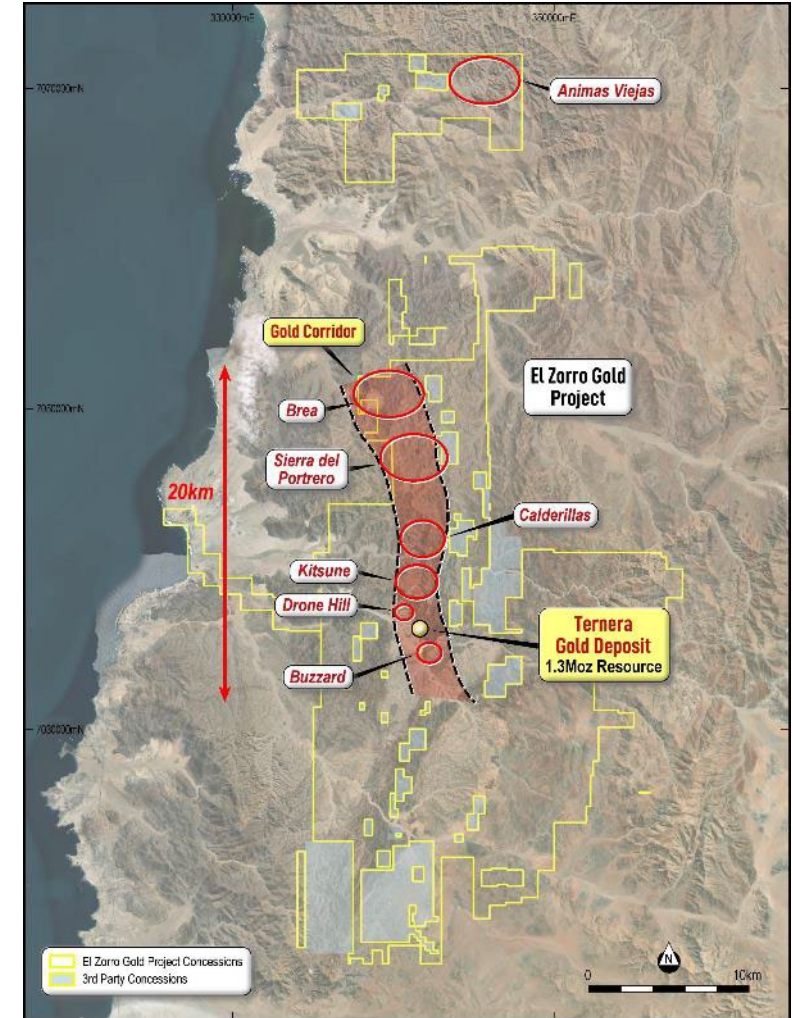 330000mE
350000mE
7070000mN
Animas Viejas
Gold Corridor
El Zorro Gold
Project
7050000mN
Brea
Sierra del
Portrero
20km
Calderillas
Kitsune
Drone Hill
Ternera
Gold Deposit
1.3Moz Resource
Buzzard
7030000mN
El Zorro Gold Project Concessions
3rd Party Concessions
N
0
10km